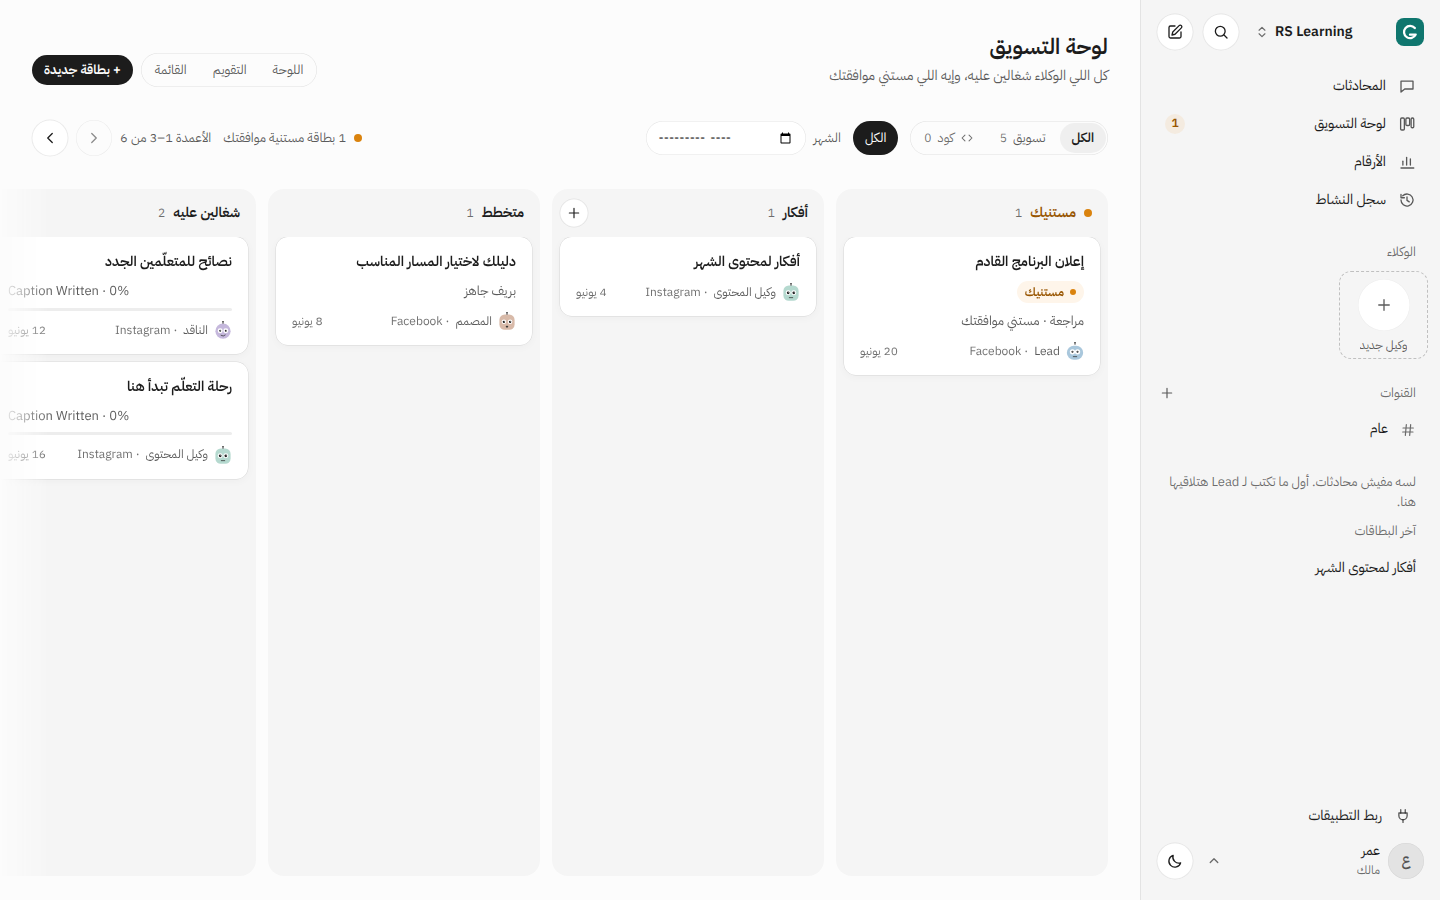 RS Learning
المحادثات
لوحة التسويق
1
الأرقام
سجل النشاط
الوكلاء
وكيل جديد
القنوات
عام
لسه مفيش محادثات. أول ما تكتب لـ Lead هتلاقيها
هنا.
آخر البطاقات
أفكار لمحتوى الشهر
ربط التطبيقات
ع
عمر
مالك
لوحة التسويق
كل اللي الوكلاء شغالين عليه، وإيه اللي مستني موافقتك
اللوحة
التقويم
القائمة
+ بطاقة جديدة
الكل
تسويق 5
كود 0
الكل
الشهر
--------- ----
1 بطاقة مستنية موافقتك
الأعمدة 1–3 من 6
مستنيك 1
إعلان البرنامج القادم
مستنيك
مراجعة · مستني موافقتك
Lead · Facebook
20 يونيو
أفكار 1
أفكار لمحتوى الشهر
وكيل المحتوى · Instagram
4 يونيو
متخطط 1
دليلك لاختيار المسار المناسب
بريف جاهز
المصمم · Facebook
8 يونيو
شغالين عليه 2
نصائح للمتعلّمين الجدد
Caption Written · 0%
الناقد · Instagram
12 يونيو
رحلة التعلّم تبدأ هنا
Caption Written · 0%
وكيل المحتوى · Instagram
16 يونيو